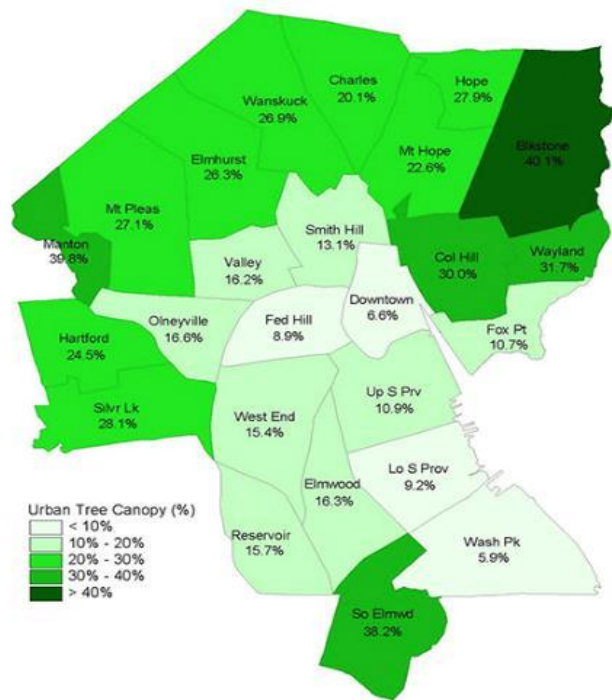 Charles
20.1%
Hope
27.9%
Wanskuck
26.9%
Blkstone
40.1%
Mt Hope
22.6%
Elmhurst
26.3%
Mt Pleas
27.1%
Smith Hill
13.1%
Manton
39.8%
Valley
16.2%
Col Hill
30.0%
Wayland
31.7%
Downtown
6.6%
Olneyville
16.6%
Fed Hill
8.9%
Fox Pt
10.7%
Hartford
24.5%
Up S Prv
10.9%
Silvr Lk
28.1%
West End
15.4%
Lo S Prov
9.2%
Elmwood
16.3%
Reservoir
15.7%
Wash Pk
5.9%
So Elmwd
38.2%
Urban Tree Canopy (%)
< 10%
10% - 20%
20% - 30%
30% - 40%
> 40%